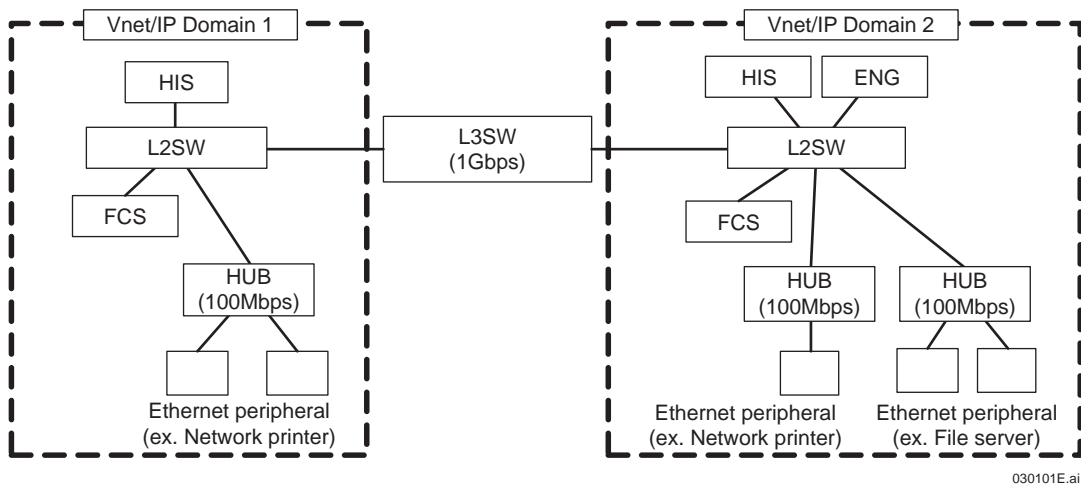 Vnet/IP Domain 1
HIS
L2SW
FCS
HUB
(100Mbps)
Ethernet peripheral
(ex. Network printer)
L3SW
(1Gbps)
Vnet/IP Domain 2
HIS
ENG
L2SW
FCS
HUB
(100Mbps)
HUB
(100Mbps)
Ethernet peripheral
(ex. Network printer)
Ethernet peripheral
(ex. File server)
030101E.ai